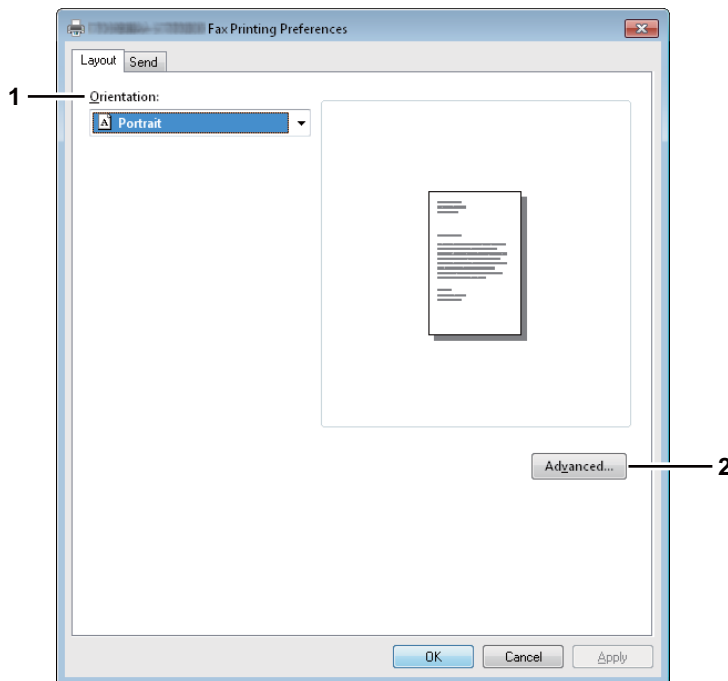 Fax Printing Preferences
Layout Send
1
Orientation:
A Portrait
Advanced...
2
OK Cancel Apply